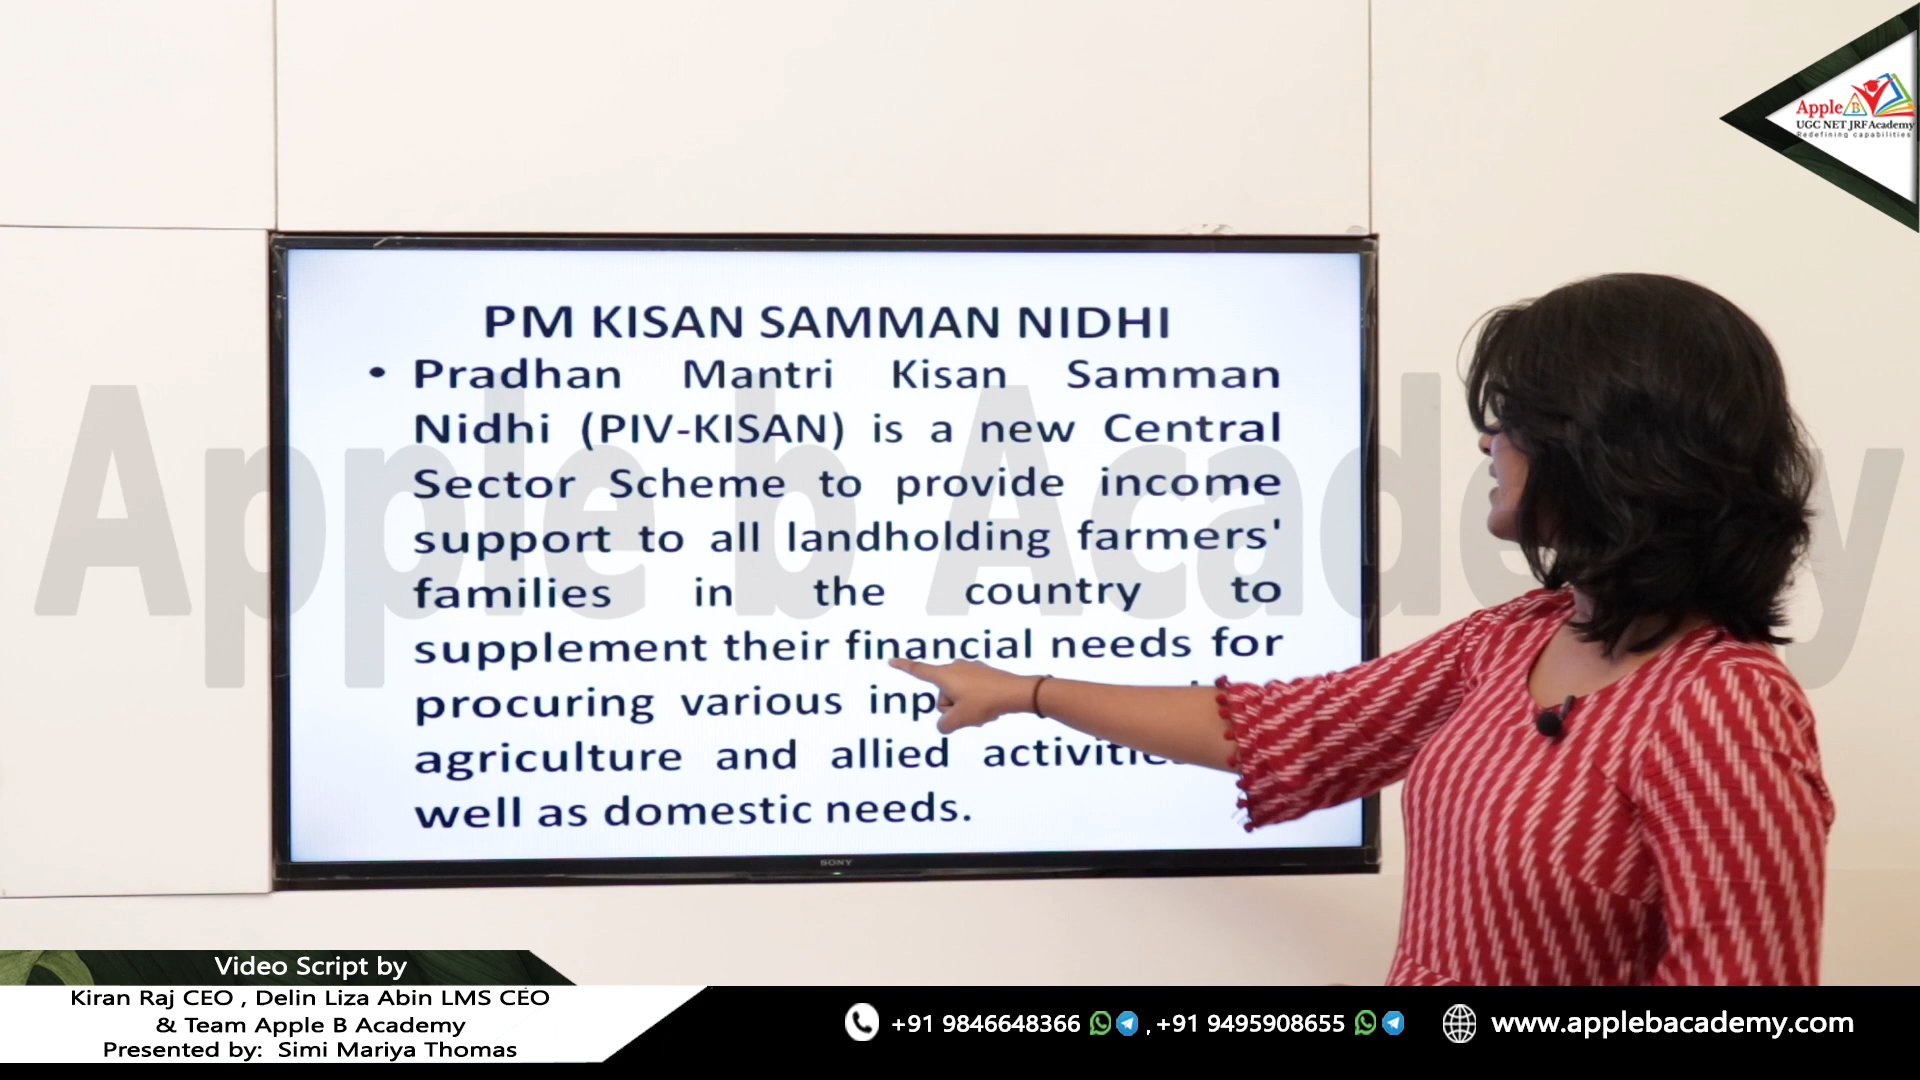 Apple B
UGC NET JRF Academy
Redefining capabilities
PM KISAN SAMMAN NIDHI
• Pradhan Mantri Kisan Samman
Nidhi (PIV-KISAN) is a new Central
Sector Scheme to provide income
support to all landholding farmers'
families in the country to
supplement their financial needs for
procuring various inp
agriculture and allied
well as domestic needs.
SONY
Apple b Academy
Video Script by
Kiran Raj CEO , Delin Liza Abin LMS CEO
& Team Apple B Academy
Presented by: Simi Mariya Thomas
+91 9846648366 , +91 9495908655 www.applebacademy.com